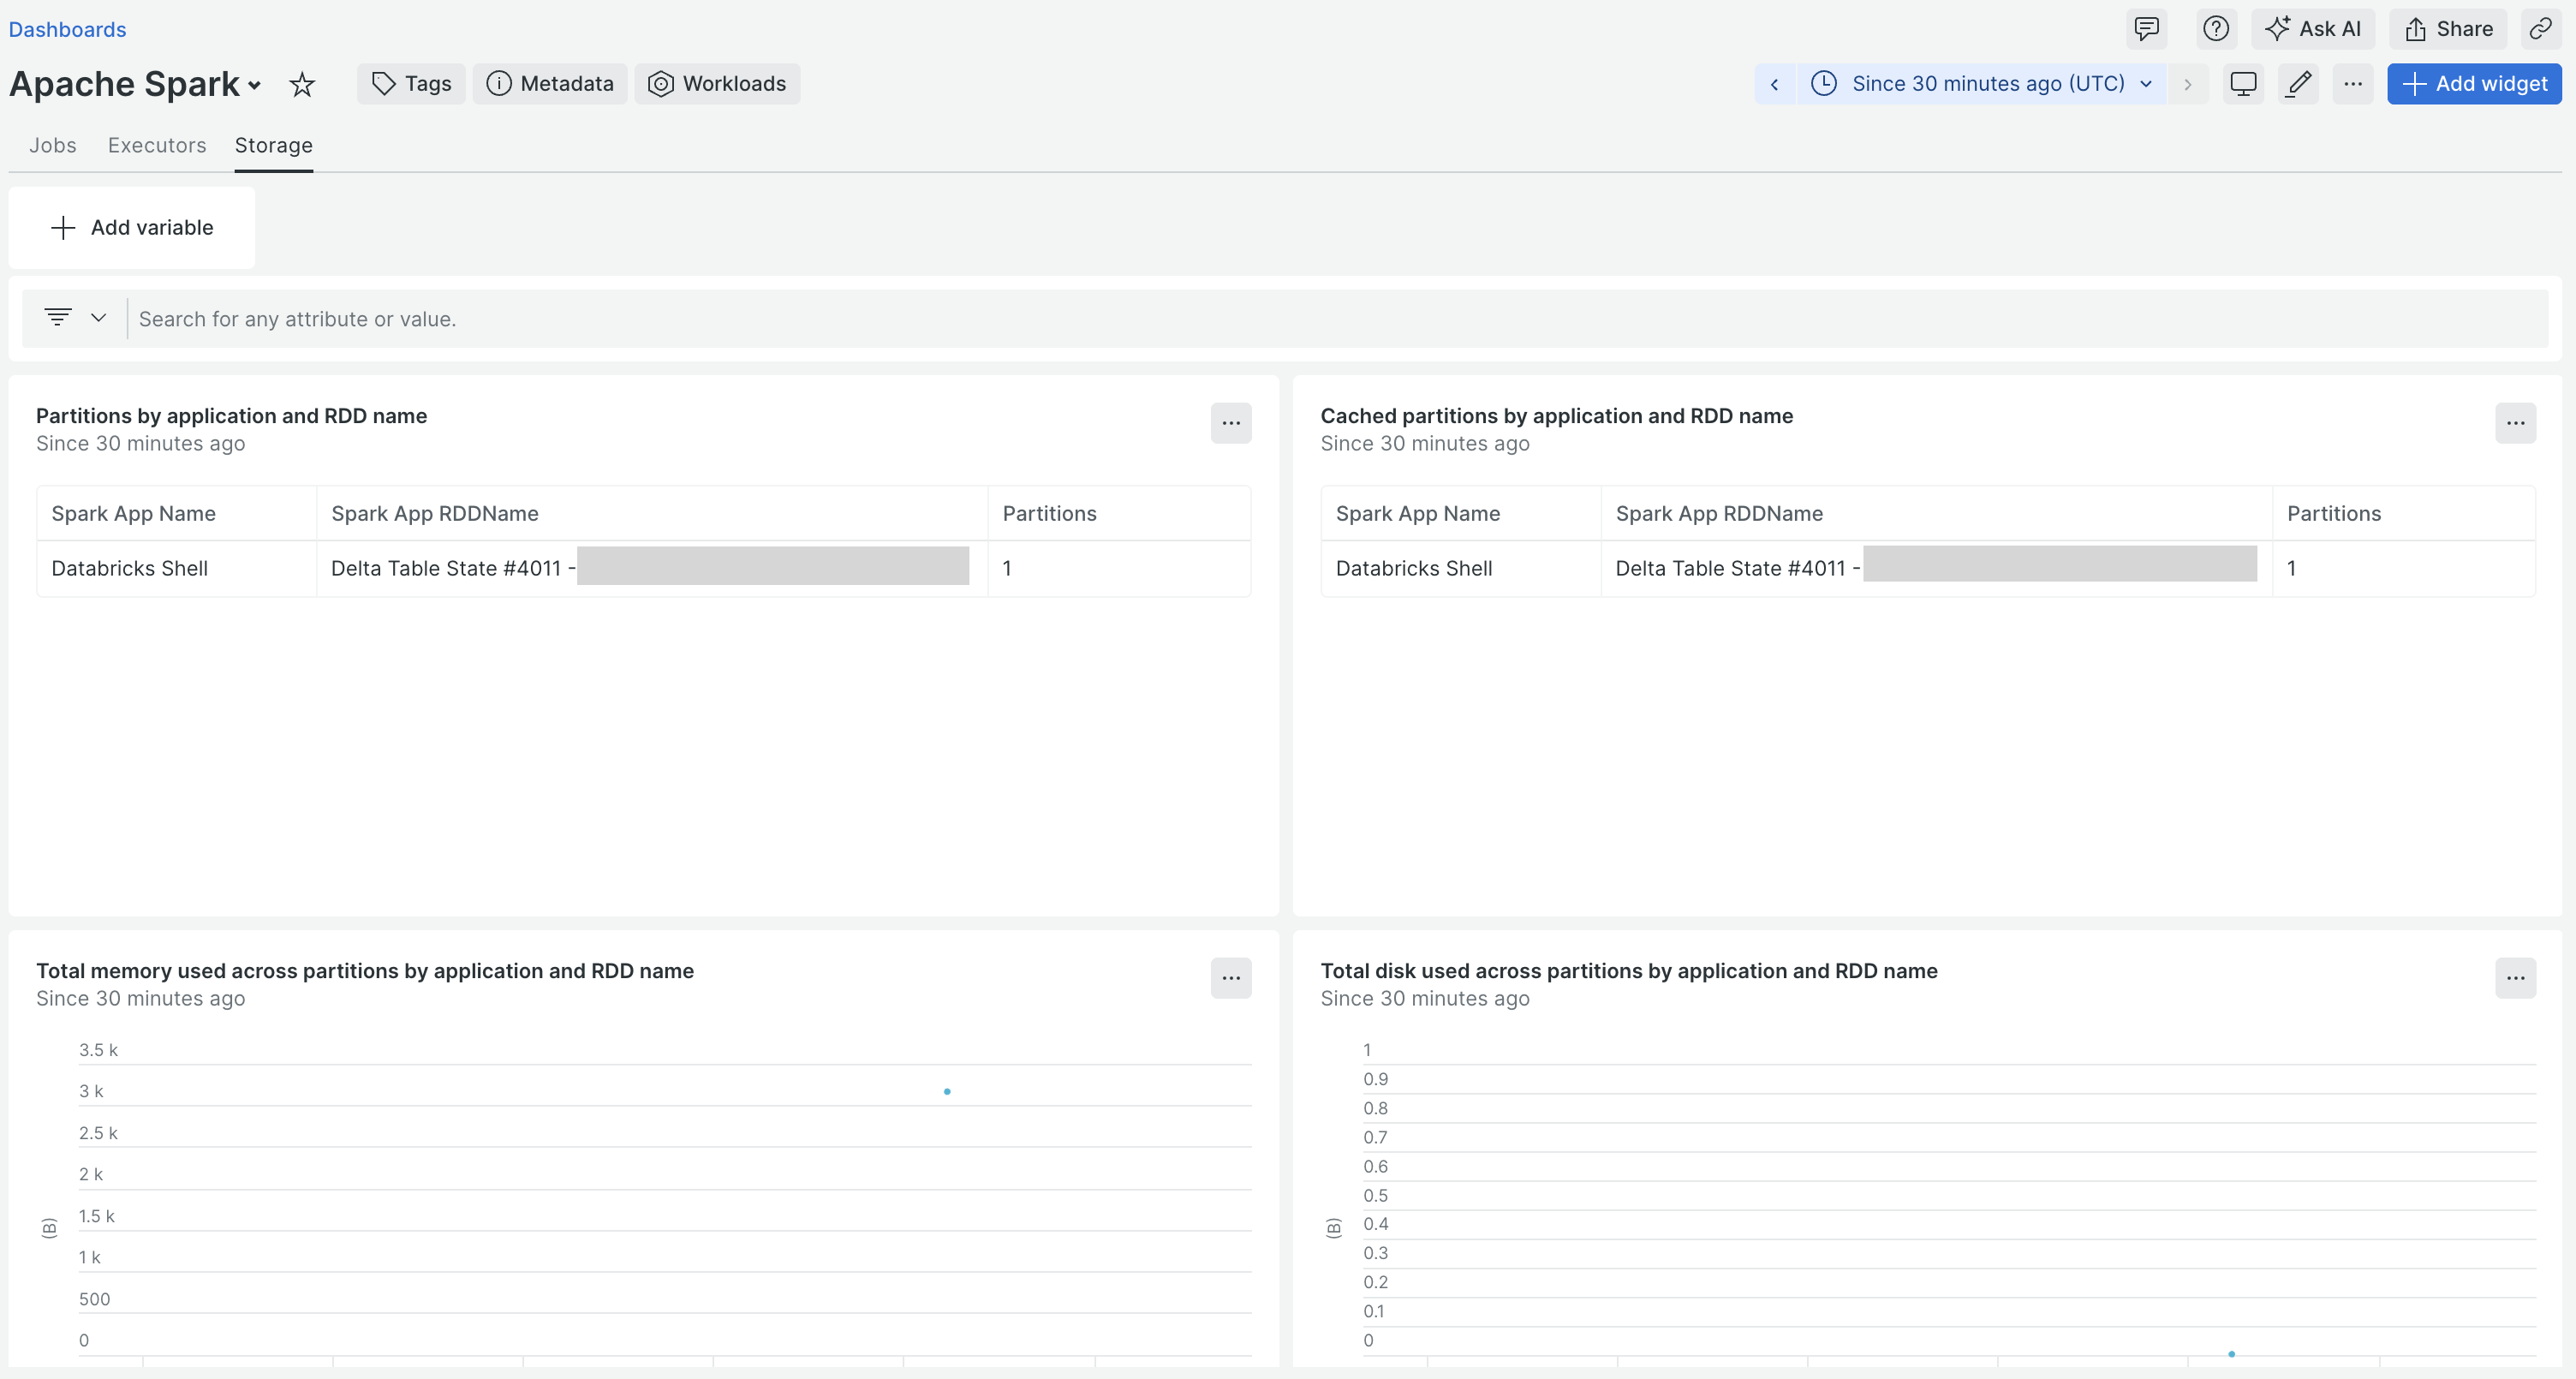 Dashboards
Ask AI
Share
Apache Spark
Tags
Metadata
Workloads
Since 30 minutes ago (UTC)
Add widget
Jobs
Executors
Storage
Add variable
Search for any attribute or value.
Partitions by application and RDD name
Since 30 minutes ago
Spark App Name
Spark App RDDName
Partitions
Databricks Shell
Delta Table State #4011 -
1
Cached partitions by application and RDD name
Since 30 minutes ago
Spark App Name
Spark App RDDName
Partitions
Databricks Shell
Delta Table State #4011 -
1
Total memory used across partitions by application and RDD name
Since 30 minutes ago
3.5 k
3 k
2.5 k
2 k
1.5 k
1 k
500
0
(B)
Total disk used across partitions by application and RDD name
Since 30 minutes ago
1
0.9
0.8
0.7
0.6
0.5
0.4
0.3
0.2
0.1
0
(B)